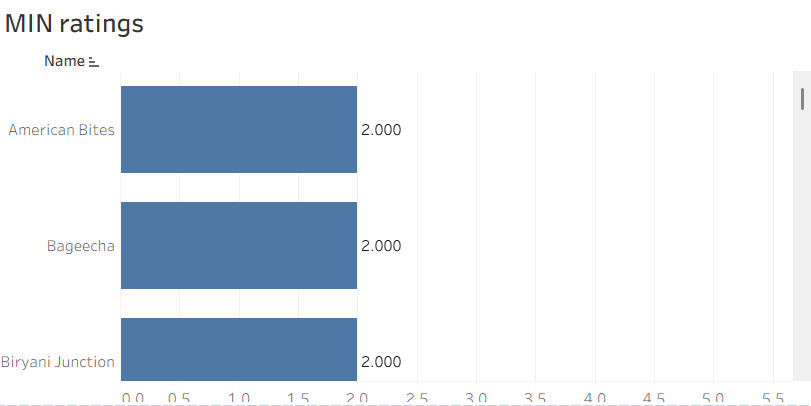 MIN ratings
Name
American Bites 2.000
Bageecha 2.000
Biryani Junction 2.000
0.0 0.5 1.0 1.5 2.0 2.5 3.0 3.5 4.0 4.5 5.0 5.5